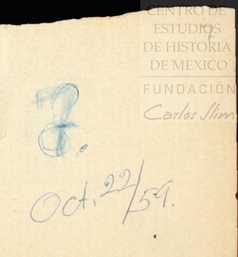 CENTRO DE
ESTUDIOS
DE HISTORIA
DE MEXICO
FUNDACIÓN
Carlos Slim
Oct. 22/59.